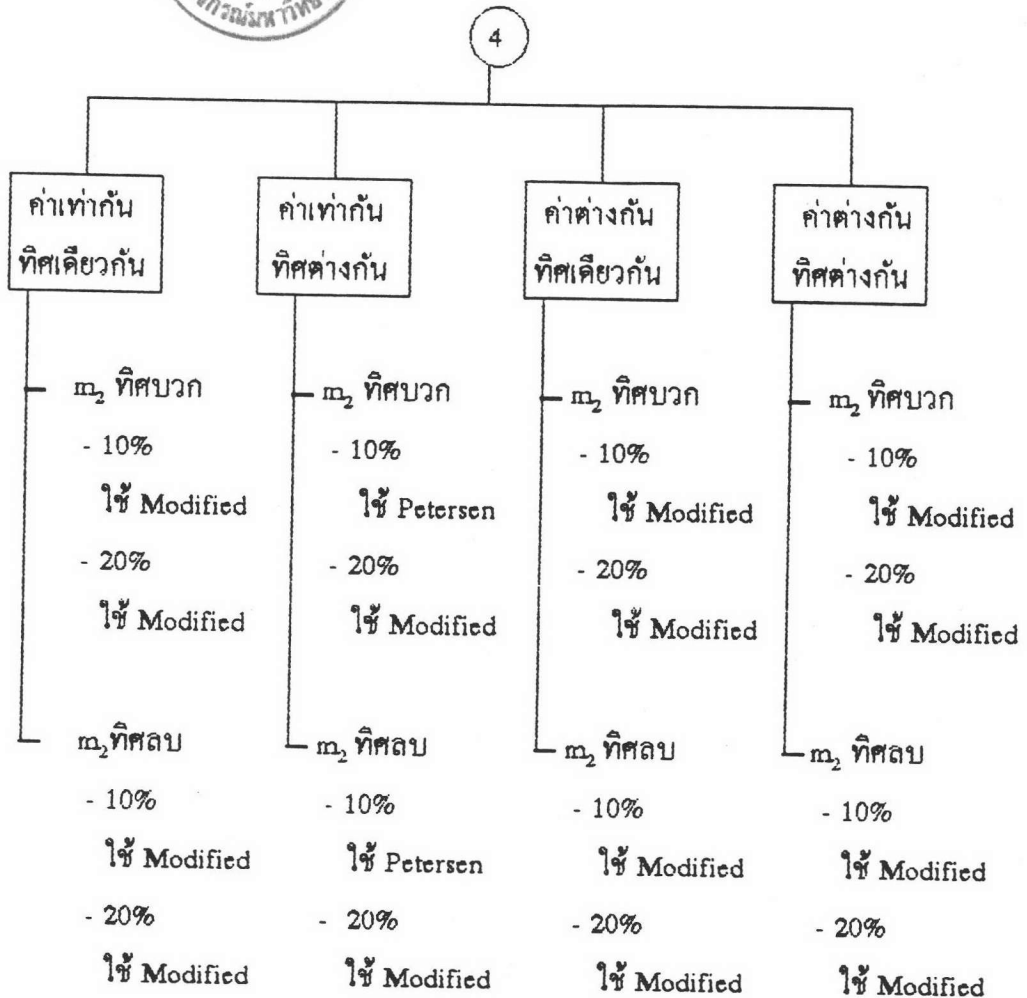 4
ค่าเท่ากัน
ทิศเดียวกัน
m₂ ทิศบวก
- 10%
ใช้ Modified
- 20%
ใช้ Modified
m₂ทิศลบ
- 10%
ใช้ Modified
- 20%
ใช้ Modified
ค่าเท่ากัน
ทิศต่างกัน
m₂ ทิศบวก
- 10%
ใช้ Petersen
- 20%
ใช้ Modified
m₂ ทิศลบ
- 10%
ใช้ Petersen
- 20%
ใช้ Modified
ค่าต่างกัน
ทิศเดียวกัน
m₂ ทิศบวก
- 10%
ใช้ Modified
- 20%
ใช้ Modified
m₂ ทิศลบ
- 10%
ใช้ Modified
- 20%
ใช้ Modified
ค่าต่างกัน
ทิศต่างกัน
m₂ ทิศบวก
- 10%
ใช้ Modified
- 20%
ใช้ Modified
m₂ ทิศลบ
- 10%
ใช้ Modified
- 20%
ใช้ Modified